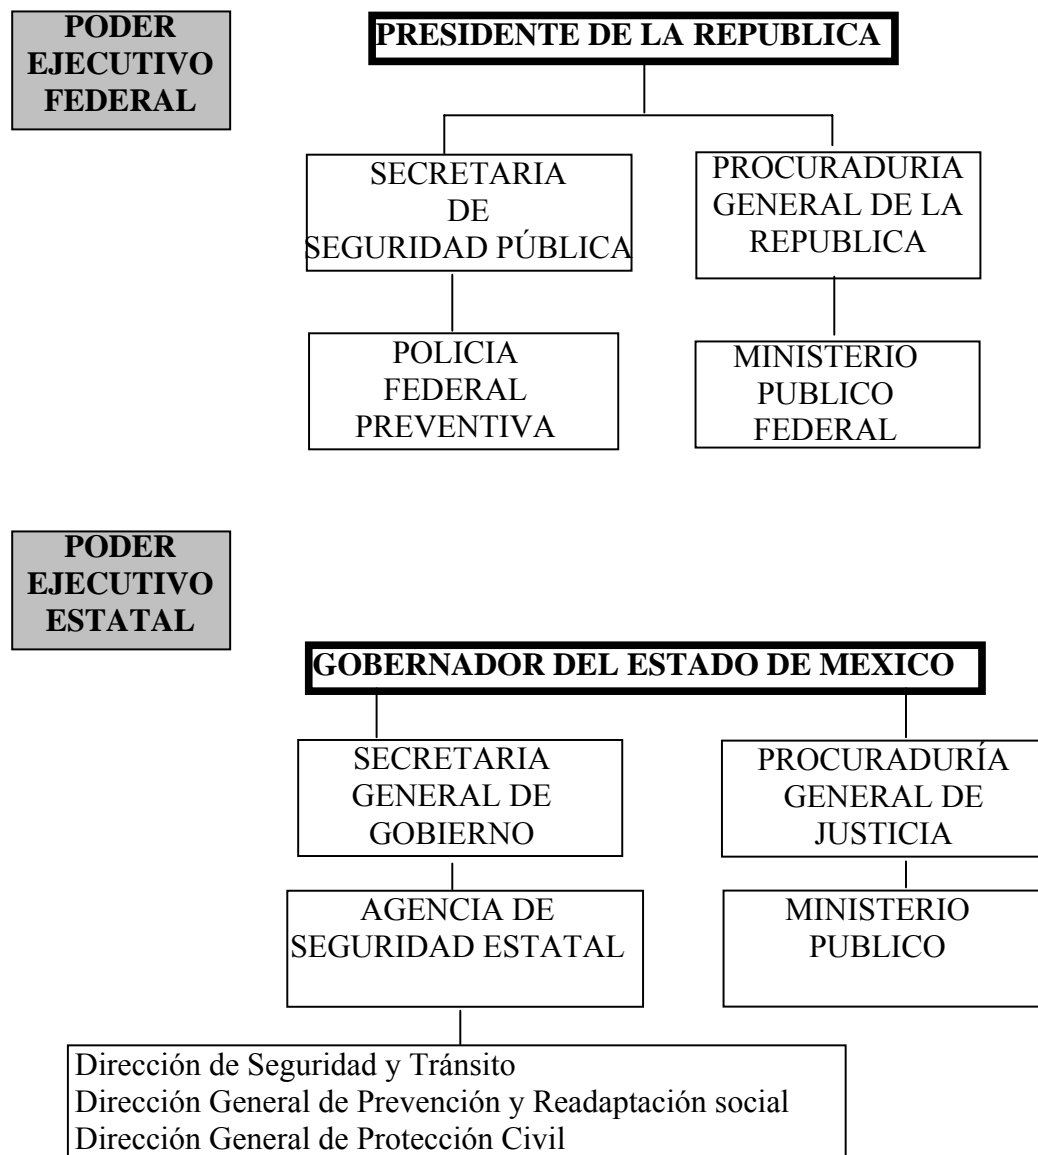 PODER
EJECUTIVO
FEDERAL
PRESIDENTE DE LA REPUBLICA
SECRETARIA
DE
SEGURIDAD PÚBLICA
PROCURADURIA
GENERAL DE LA
REPUBLICA
POLICIA
FEDERAL
PREVENTIVA
MINISTERIO
PUBLICO
FEDERAL
PODER
EJECUTIVO
ESTATAL
GOBERNADOR DEL ESTADO DE MEXICO
SECRETARIA
GENERAL DE
GOBIERNO
PROCURADURÍA
GENERAL DE
JUSTICIA
AGENCIA DE
SEGURIDAD ESTATAL
MINISTERIO
PUBLICO
Dirección de Seguridad y Tránsito
Dirección General de Prevención y Readaptación social
Dirección General de Protección Civil